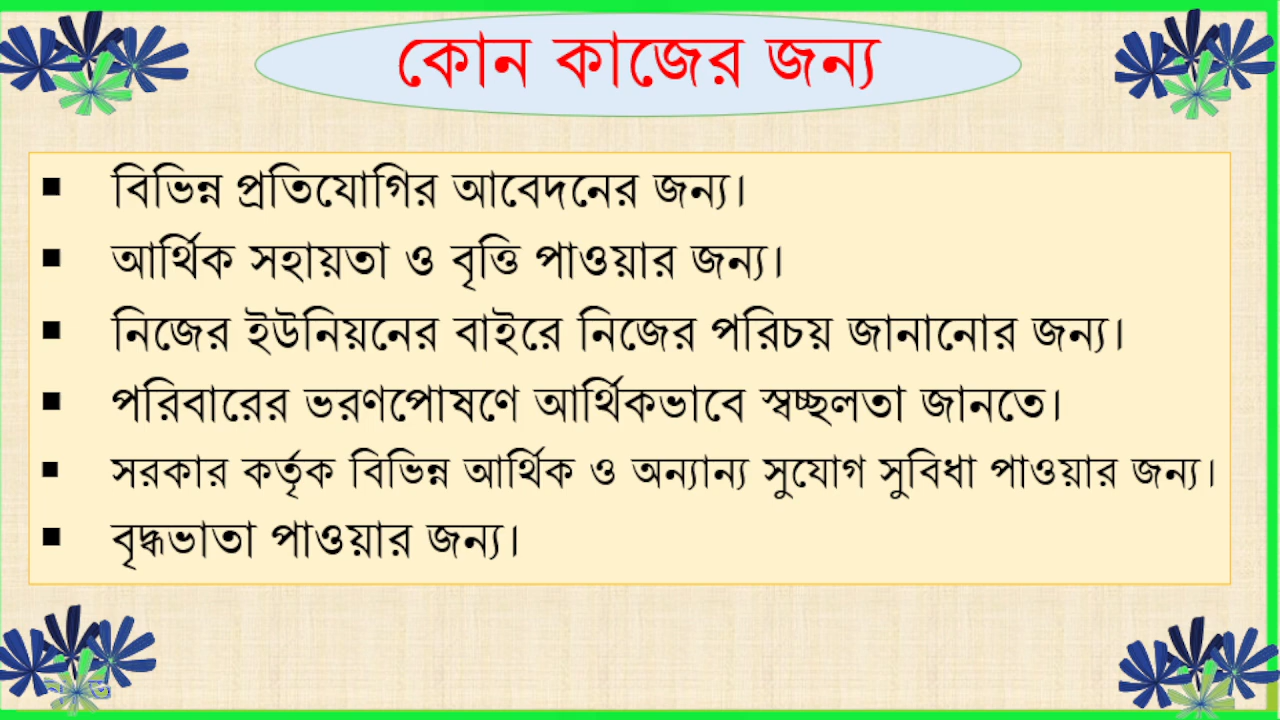 কোন কাজের জন্য
▪ বিভিন্ন প্রতিযোগির আবেদনের জন্য।
▪ আর্থিক সহায়তা ও বৃত্তি পাওয়ার জন্য।
▪ নিজের ইউনিয়নের বাইরে নিজের পরিচয় জানানোর জন্য।
▪ পরিবারের ভরণপোষণে আর্থিকভাবে স্বচ্ছলতা জানতে।
▪ সরকার কর্তৃক বিভিন্ন আর্থিক ও অন্যান্য সুযোগ সুবিধা পাওয়ার জন্য।
▪ বৃদ্ধভাতা পাওয়ার জন্য।